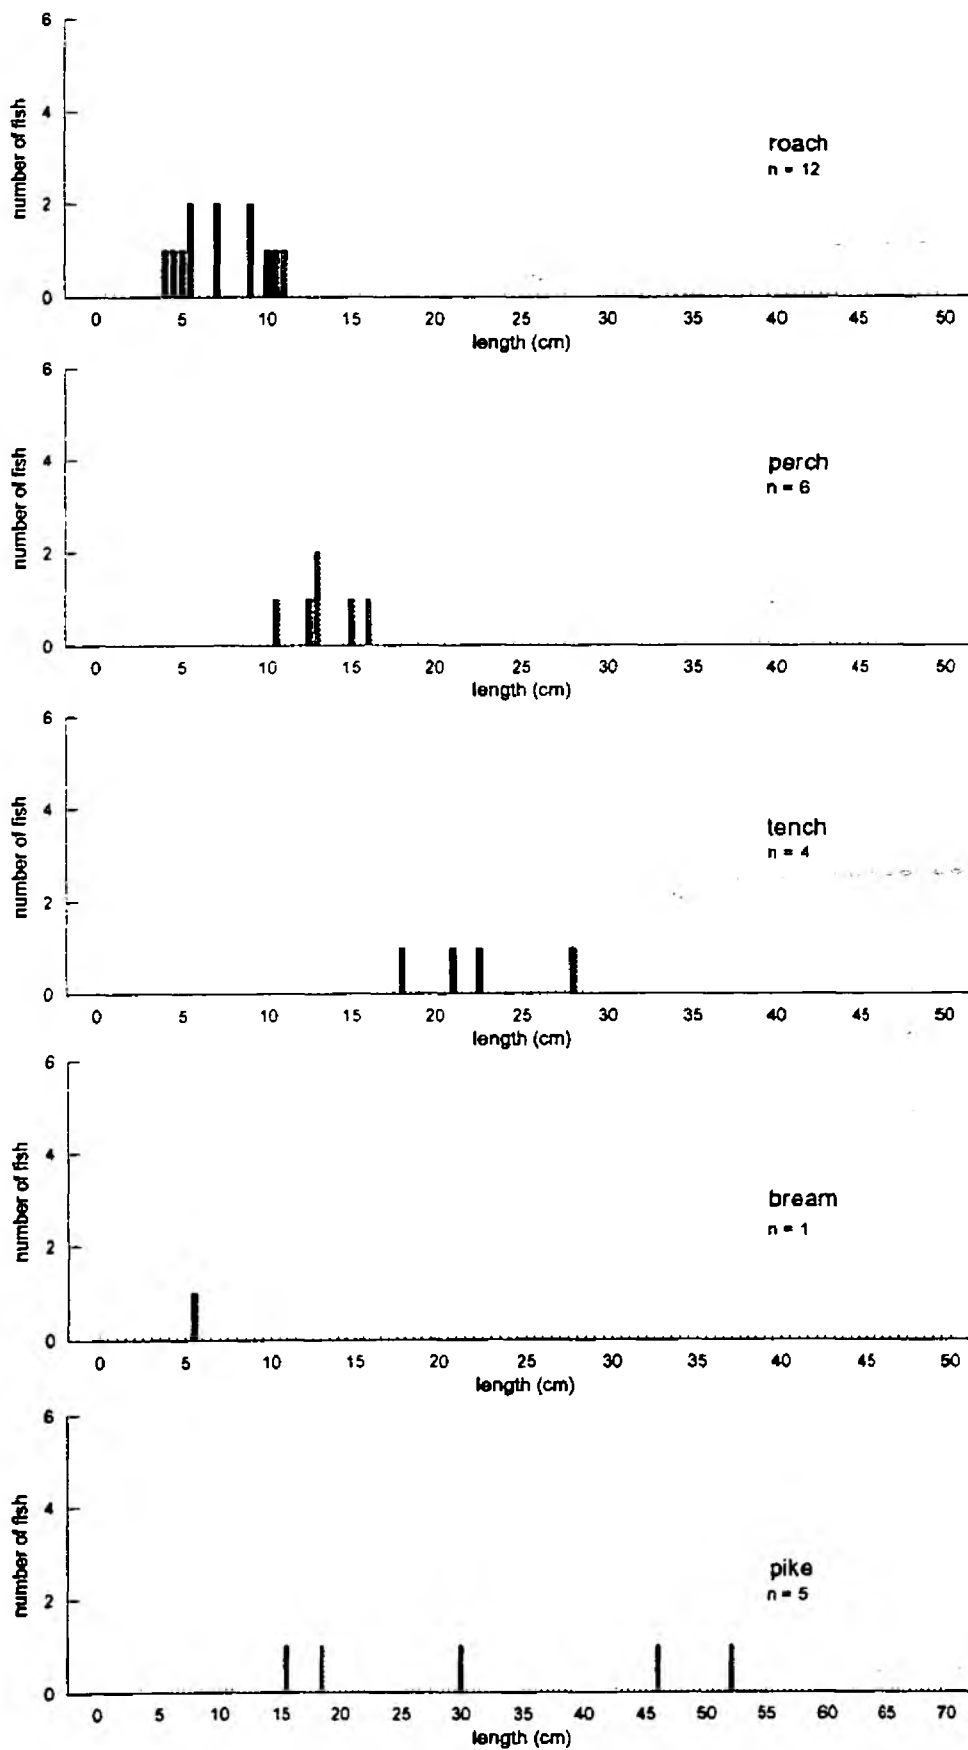 6
4
2
0
number of fish
roach
n = 12
0 5 10 15 20 25 30 35 40 45 50
length (cm)
6
4
2
0
number of fish
perch
n = 6
0 5 10 15 20 25 30 35 40 45 50
length (cm)
6
4
2
0
number of fish
tench
n = 4
0 5 10 15 20 25 30 35 40 45 50
length (cm)
6
4
2
0
number of fish
bream
n = 1
0 5 10 15 20 25 30 35 40 45 50
length (cm)
6
4
2
0
number of fish
pike
n = 5
0 5 10 15 20 25 30 35 40 50 55 60 65 70
length (cm)